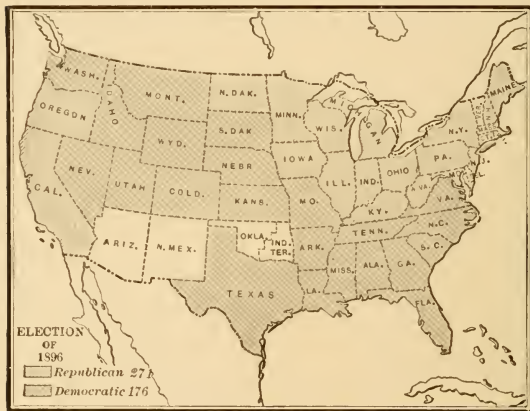 WASH.
OREGON
IDAHO
MONT.
WYO.
N. DAK.
S. DAK
NEBR
KANS.
NEV.
UTAH
COLO.
CAL.
ARIZ.
N. MEX.
TEXAS
OKLA.
IND.
TER.
MINN.
IOWA
MO.
ARK.
LA.
WIS.
MICHIGAN
ILL.
IND.
OHIO
KY.
TENN.
MISS.
ALA.
GA.
FLA.
S. C.
N. C.
VA.
PA.
N. Y.
N. J.
MAINE
ELECTION
OF
1896
Republican 271
Democratic 176